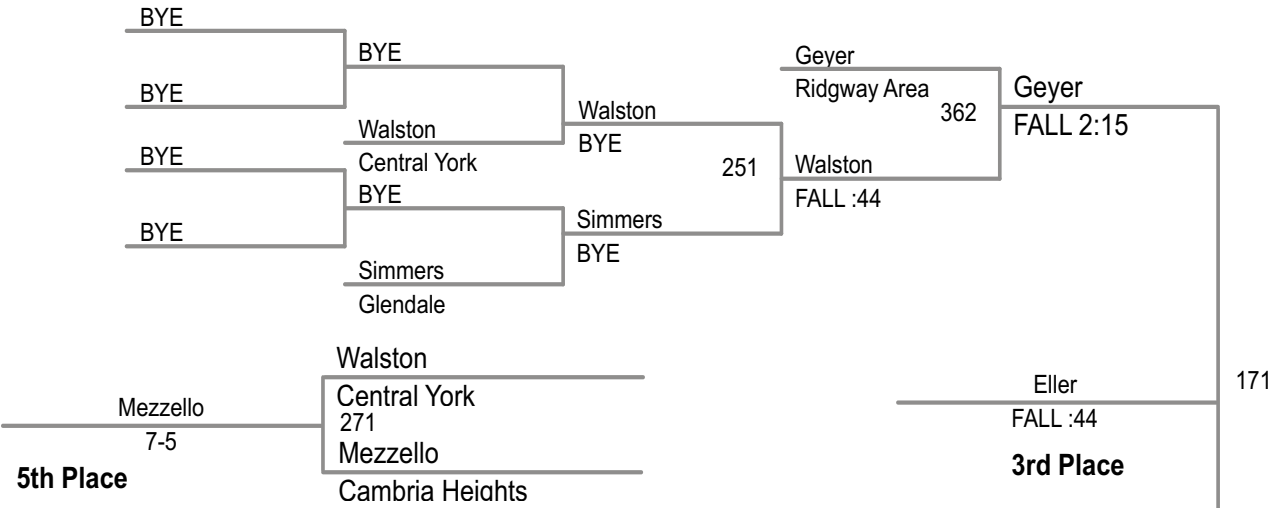 BYE
BYE
BYE
BYE
BYE
Walston
Central York
BYE
Simmers
Glendale
Walston
BYE
Simmers
BYE
251
Geyer
Ridgway Area
362
Walston
FALL :44
Geyer
FALL 2:15
Walston
Central York
271
Mezzello
Cambria Heights
Mezzello
7-5
5th Place
Eller
FALL :44
3rd Place
171